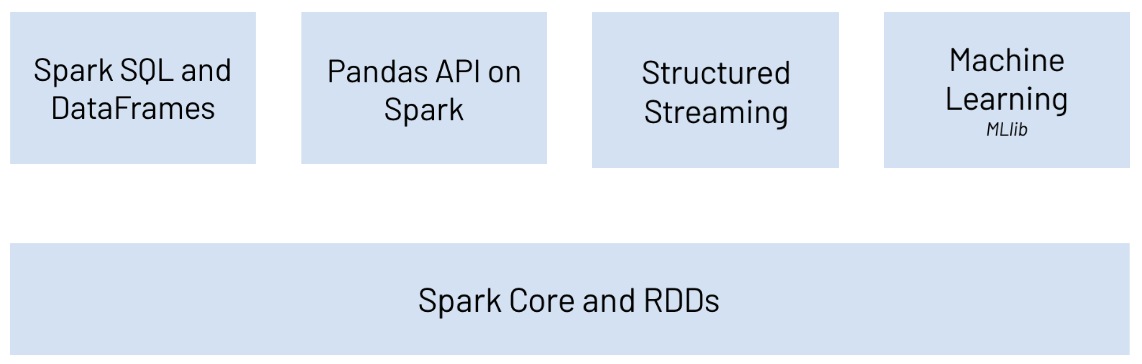 Spark SQL and
DataFrames
Pandas API on
Spark
Structured
Streaming
Machine
Learning
MLlib
Spark Core and RDDs